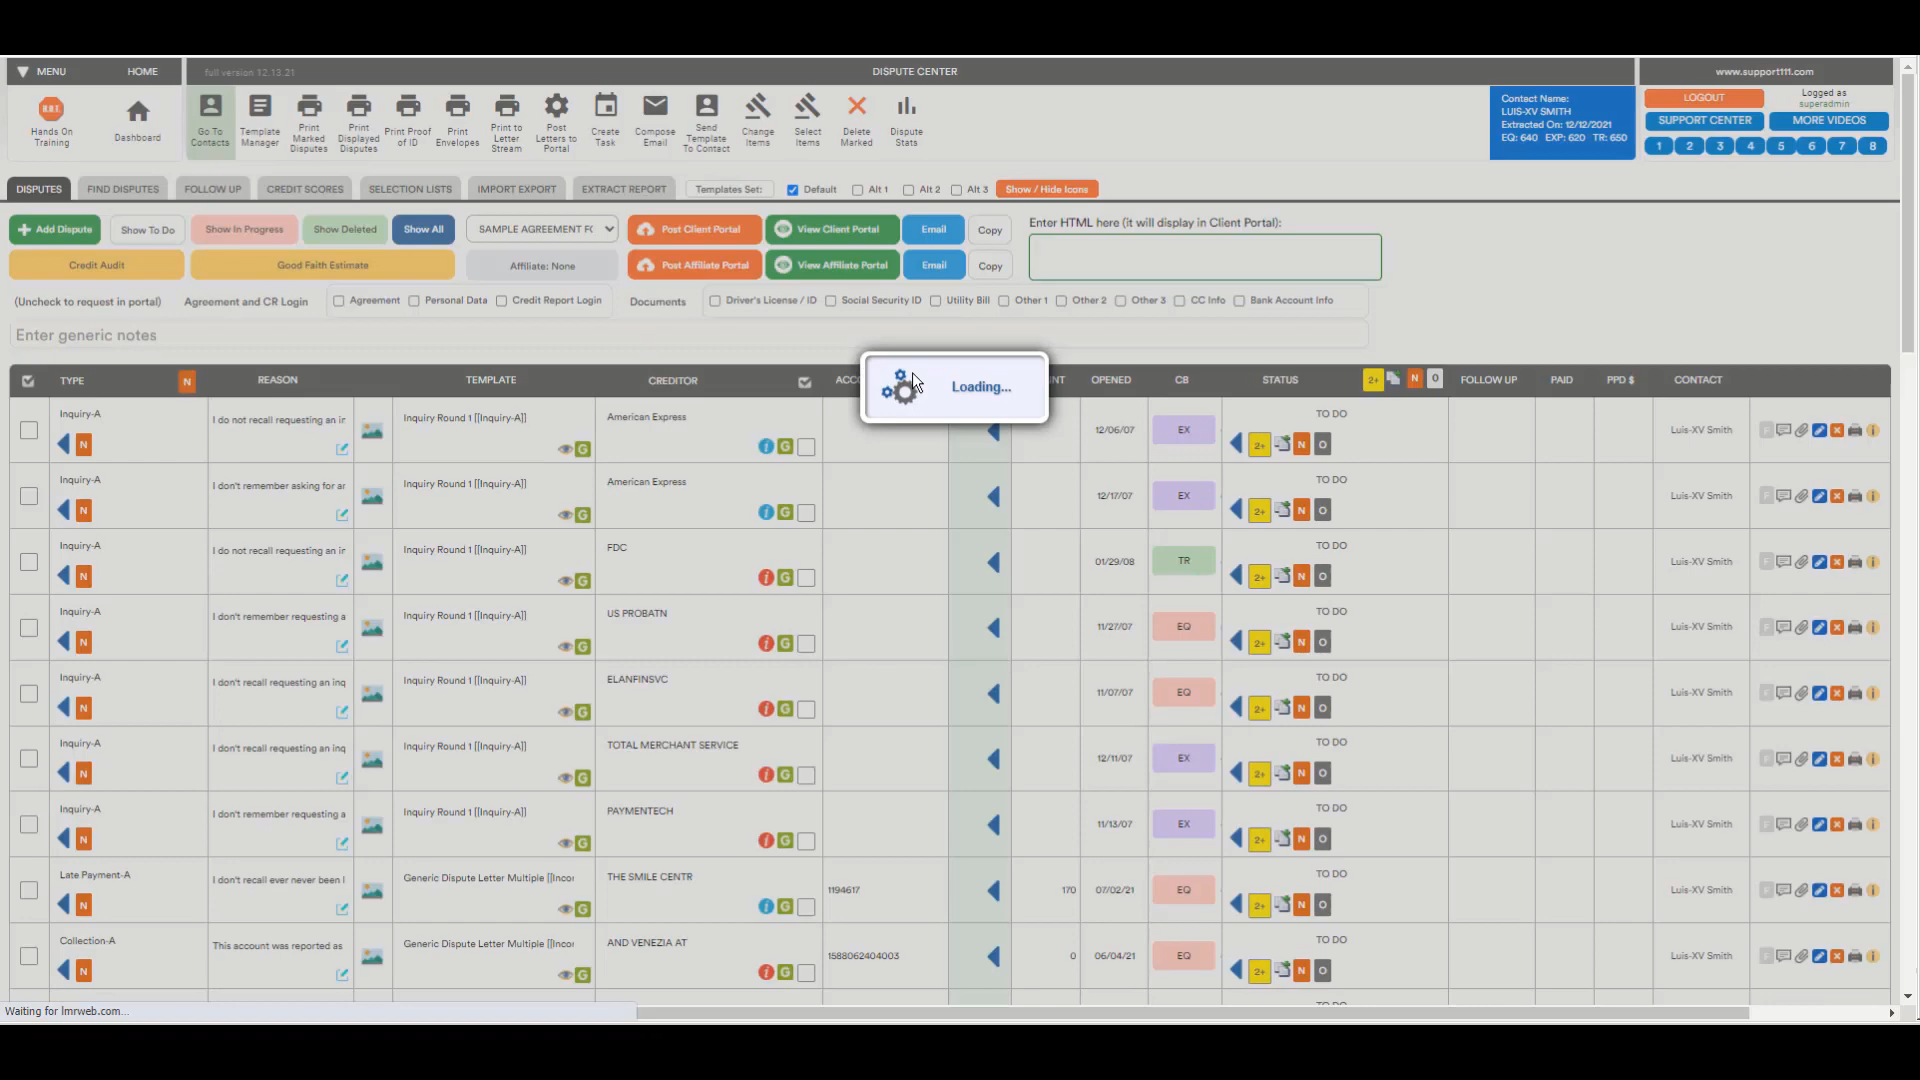 MENU HOME full version 12.13.21 DISPUTE CENTER www.support111.com
H.O.T. Hands On Training
Dashboard
Go To Contacts
Template Manager
Print Marked Disputes
Print Displayed Disputes
Print Proof of ID
Print Envelopes
Print to Letter Stream
Post Letters to Portal
Create Task
Compose Email
Send Template To Contact
Change Items
Select Items
Delete Marked
Dispute Stats
Contact Name:
LUIS-XV SMITH
Extracted On: 12/12/2021
EQ: 640 EXP: 620 TR: 650
LOGOUT Logged as superadmin
SUPPORT CENTER MORE VIDEOS
1 2 3 4 5 6 7 8
DISPUTES FIND DISPUTES FOLLOW UP CREDIT SCORES SELECTION LISTS IMPORT EXPORT EXTRACT REPORT Templates Set: Default Alt 1 Alt 2 Alt 3 Show / Hide Icons
Add Dispute Show To Do Show In Progress Show Deleted Show All SAMPLE AGREEMENT FO Post Client Portal View Client Portal Email Copy Enter HTML here (it will display in Client Portal):
Credit Audit Good Faith Estimate Affiliate: None Post Affiliate Portal View Affiliate Portal Email Copy
(Uncheck to request in portal) Agreement and CR Login Agreement Personal Data Credit Report Login Documents Driver's License / ID Social Security ID Utility Bill Other 1 Other 2 Other 3 CC Info Bank Account Info
Enter generic notes
TYPE N REASON TEMPLATE CREDITOR ACCO NT OPENED CB STATUS 2+ N O FOLLOW UP PAID PPD $ CONTACT
Loading...
Inquiry-A N I do not recall requesting an ir Inquiry Round 1 [[Inquiry-A]] G American Express i G 12/06/07 EX TO DO 2+ N O Luis-XV Smith F i
Inquiry-A N I don't remember asking for ar Inquiry Round 1 [[Inquiry-A]] G American Express i G 12/17/07 EX TO DO 2+ N O Luis-XV Smith F i
Inquiry-A N I do not recall requesting an ir Inquiry Round 1 [[Inquiry-A]] G FDC i G 01/29/08 TR TO DO 2+ N O Luis-XV Smith F i
Inquiry-A N I don't remember requesting a Inquiry Round 1 [[Inquiry-A]] G US PROBATN i G 11/27/07 EQ TO DO 2+ N O Luis-XV Smith F i
Inquiry-A N I don't recall requesting an inq Inquiry Round 1 [[Inquiry-A]] G ELANFINSVC i G 11/07/07 EQ TO DO 2+ N O Luis-XV Smith F i
Inquiry-A N I don't recall requesting an inq Inquiry Round 1 [[Inquiry-A]] G TOTAL MERCHANT SERVICE i G 12/11/07 EX TO DO 2+ N O Luis-XV Smith F i
Inquiry-A N I don't remember requesting a Inquiry Round 1 [[Inquiry-A]] G PAYMENTECH i G 11/13/07 EX TO DO 2+ N O Luis-XV Smith F i
Late Payment-A N I don't recall ever never been l Generic Dispute Letter Multiple [[Incor G THE SMILE CENTR i G 1194617 170 07/02/21 EQ TO DO 2+ N O Luis-XV Smith F i
Collection-A N This account was reported as Generic Dispute Letter Multiple [[Incor G AND VENEZIA AT i G 1588062404003 0 06/04/21 EQ TO DO 2+ N O Luis-XV Smith F i
Waiting for lmrweb.com...